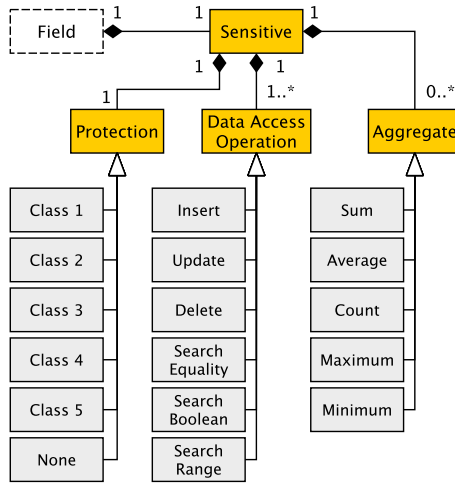 Field
1
1
Sensitive
1
1
1
1
1..*
0..*
Protection
Data Access
Operation
Aggregate
Class 1
Insert
Sum
Class 2
Update
Average
Class 3
Delete
Count
Class 4
Search
Equality
Maximum
Class 5
Search
Boolean
Minimum
None
Search
Range